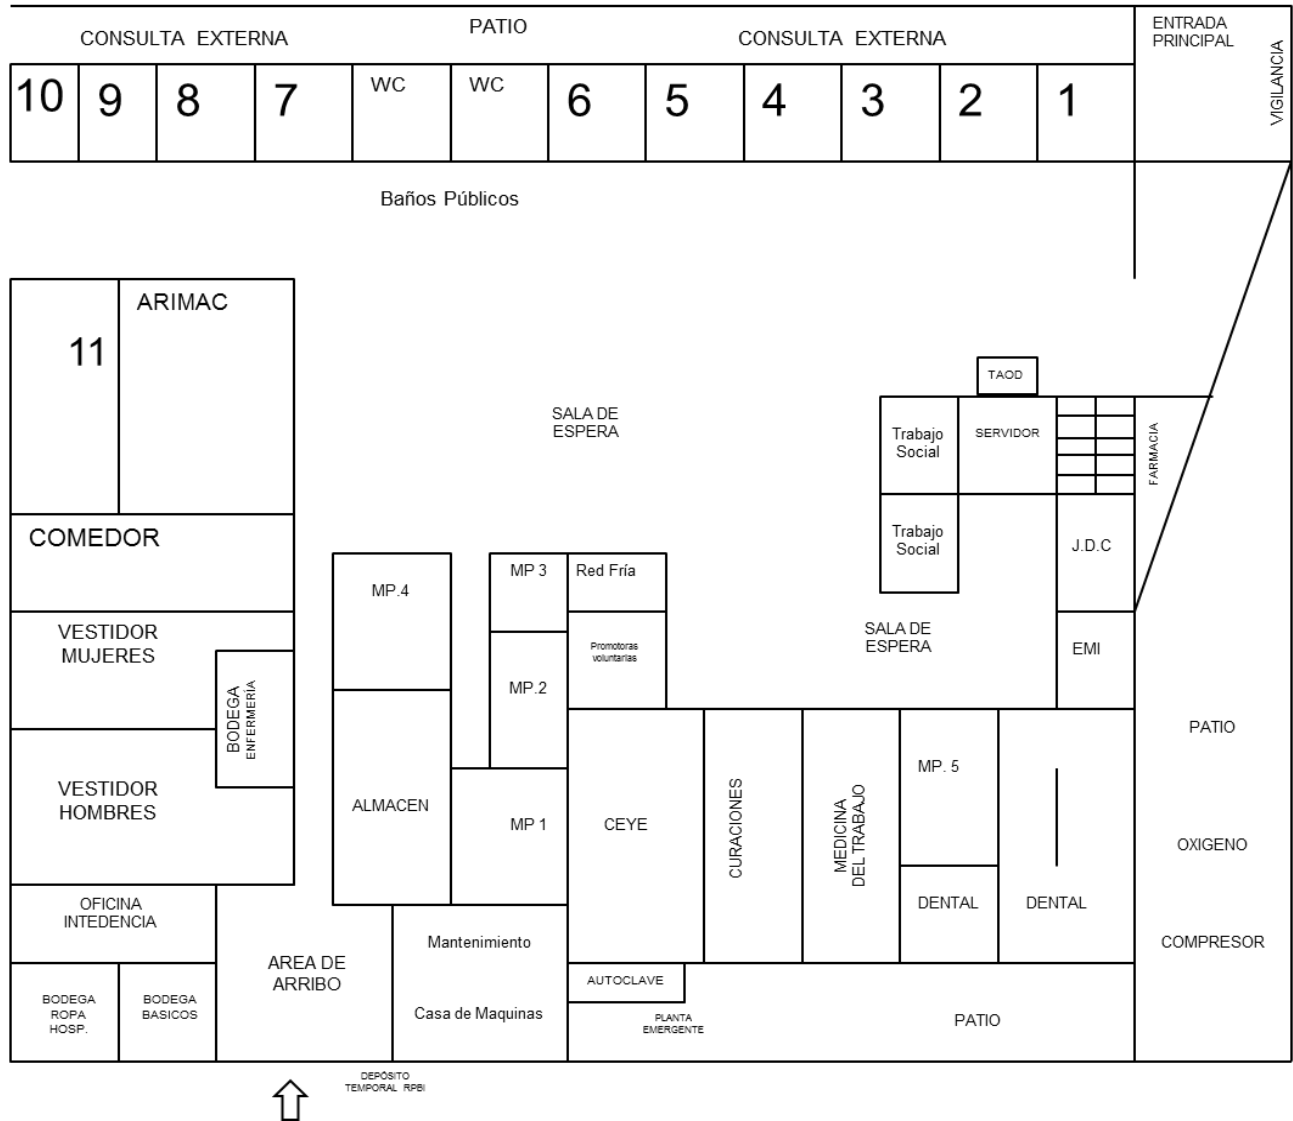 PATIO
CONSULTA EXTERNA
CONSULTA EXTERNA
ENTRADA
PRINCIPAL
VIGILANCIA
10
9
8
7
WC
WC
6
5
4
3
2
1
Baños Públicos
11
ARIMAC
SALA DE
ESPERA
TAOD
Trabajo
Social
SERVIDOR
FARMACIA
COMEDOR
Trabajo
Social
J.D.C
MP.4
MP 3
Red Fría
VESTIDOR
MUJERES
SALA DE
ESPERA
Promotoras
voluntarias
EMI
BODEGA
ENFERMERÍA
MP.2
PATIO
VESTIDOR
HOMBRES
ALMACEN
MP 1
CEYE
CURACIONES
MEDICINA
DEL TRABAJO
MP. 5
OXIGENO
OFICINA
INTEDENCIA
DENTAL
DENTAL
Mantenimiento
COMPRESOR
AREA DE
ARRIBO
AUTOCLAVE
BODEGA
ROPA
HOSP.
BODEGA
BASICOS
Casa de Maquinas
PLANTA
EMERGENTE
PATIO
DEPÓSITO
TEMPORAL RPBI